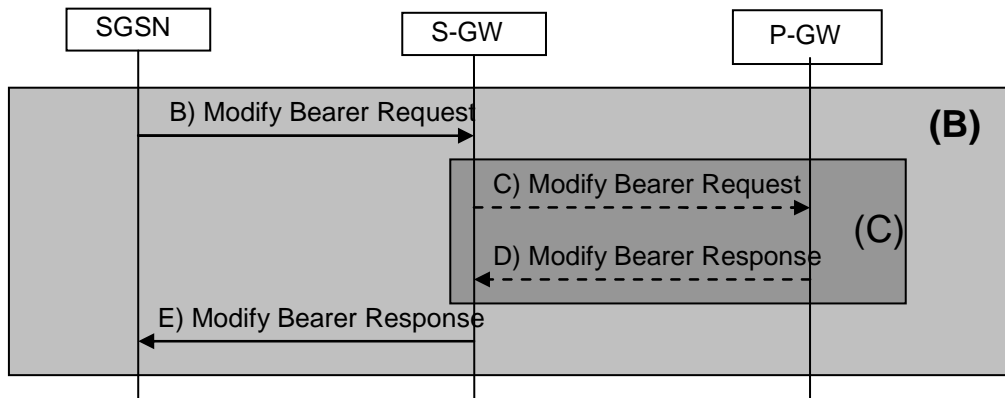 SGSN
S-GW
P-GW
B) Modify Bearer Request
(B)
C) Modify Bearer Request
(C)
D) Modify Bearer Response
E) Modify Bearer Response